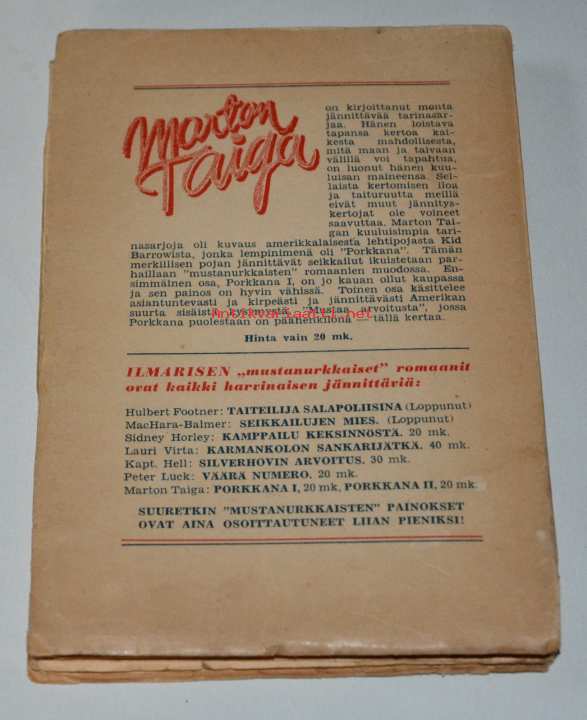 Marton
Taiga
on kirjoittanut monta
jännittävää tarinasar-
jaa. Hänen loistava
tapansa kertoa kai-
kesta mahdollisesta,
mitä maan ja taivaan
välillä voi tapahtua,
on luonut hänen kuu-
luisan maineensa. Sel-
laista kertomisen iloa
ja taituruutta meillä
eivät muut jännitys-
kertojat ole voineet
saavuttaa. Marton Tai-
gan kuuluisimpia tari-
nasarjoja oli kuvaus amerikkalaisesta lehtipojasta Kid
Barrowista, jonka lempinimenä oli "Porkkana". Tämän
merkillisen pojan jännittävät seikkailut ikuistetaan par-
haillaan "mustanurkkaisten" romaanien muodossa. En-
simmäinen osa, Porkkana I, on jo kauan ollut kaupassa
ja sen painos on hyvin vähissä. Toinen osa käsittelee
asiantuntevasti ja kirpeästi ja jännittävästi Amerikan
suurta sisäistä kysymystä, "Mustaa arvoitusta", jossa
Porkkana puolestaan on päähenkilönä — tällä kertaa.
antikvariaatti.net
Hinta vain 20 mk.
ILMARISEN „mustanurkkaiset" romaanit
ovat kaikki harvinaisen jännittäviä:
Hulbert Footner: TAITEILIJA SALAPOLIISINA (Loppunut)
MacHara-Balmer: SEIKKAILUJEN MIES. (Loppunut)
Sidney Horley: KAMPPAILU KEKSINNÖSTÄ. 20 mk.
Lauri Virta: KARMANKOLON SANKARIJÄTKÄ. 40 mk.
Kapt. Hell: SILVERHOVIN ARVOITUS. 30 mk.
Peter Luck: VÄÄRÄ NUMERO. 20 mk.
Marton Taiga: PORKKANA I, 20 mk, PORKKANA II, 20 mk.
SUURETKIN "MUSTANURKKAISTEN" PAINOKSET
OVAT AINA OSOITTAUTUNEET LIIAN PIENIKSI!